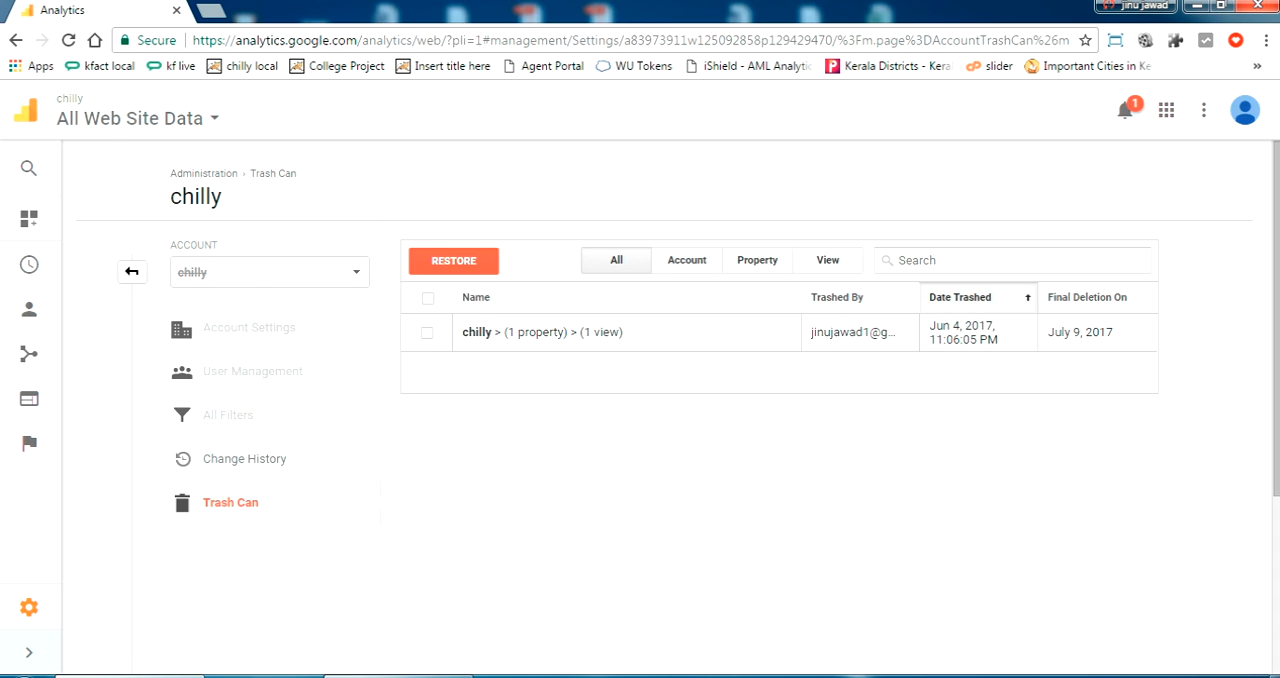 Analytics
jinu jawad
Secure
https://analytics.google.com/analytics/web/?pli=1#management/Settings/a83973911w125092858p129429470/%3Fm.page%3DAccountTrashCan%26m
Apps kfact local kf live chilly local College Project Insert title here Agent Portal WU Tokens iShield - AML Analytic Kerala Districts - Kera slider Important Cities in Ke »
chilly
All Web Site Data
1
Administration › Trash Can
chilly
ACCOUNT
chilly
Account Settings
User Management
All Filters
Change History
Trash Can
RESTORE All Account Property View Search
Name Trashed By Date Trashed Final Deletion On
chilly > (1 property) > (1 view) jinujawad1@g... Jun 4, 2017, 11:06:05 PM July 9, 2017